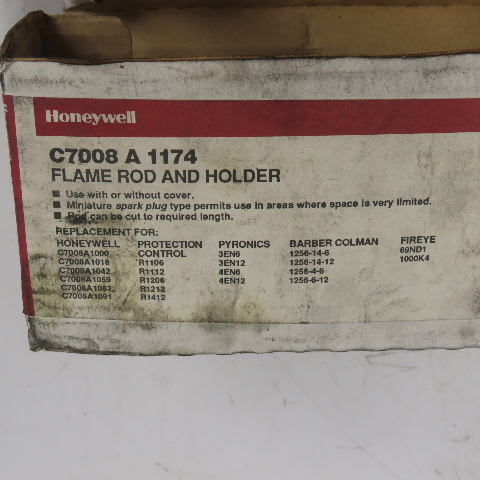 Honeywell
C7008 A 1174
FLAME ROD AND HOLDER
■ Use with or without cover.
■ Miniature spark plug type permits use in areas where space is very limited.
■ Rod can be cut to required length.
REPLACEMENT FOR:
HONEYWELL PROTECTION CONTROL PYRONICS BARBER COLMAN FIREYE
C7008A1000 R1106 3EN6 1256-14-6 69ND1
C7008A1018 R1112 3EN12 1256-14-12 1000K4
C7008A1042 R1206 4EN6 1256-4-6
C7008A1059 R1212 4EN12 1256-6-12
C7008A1083 R1412
C7008A1091